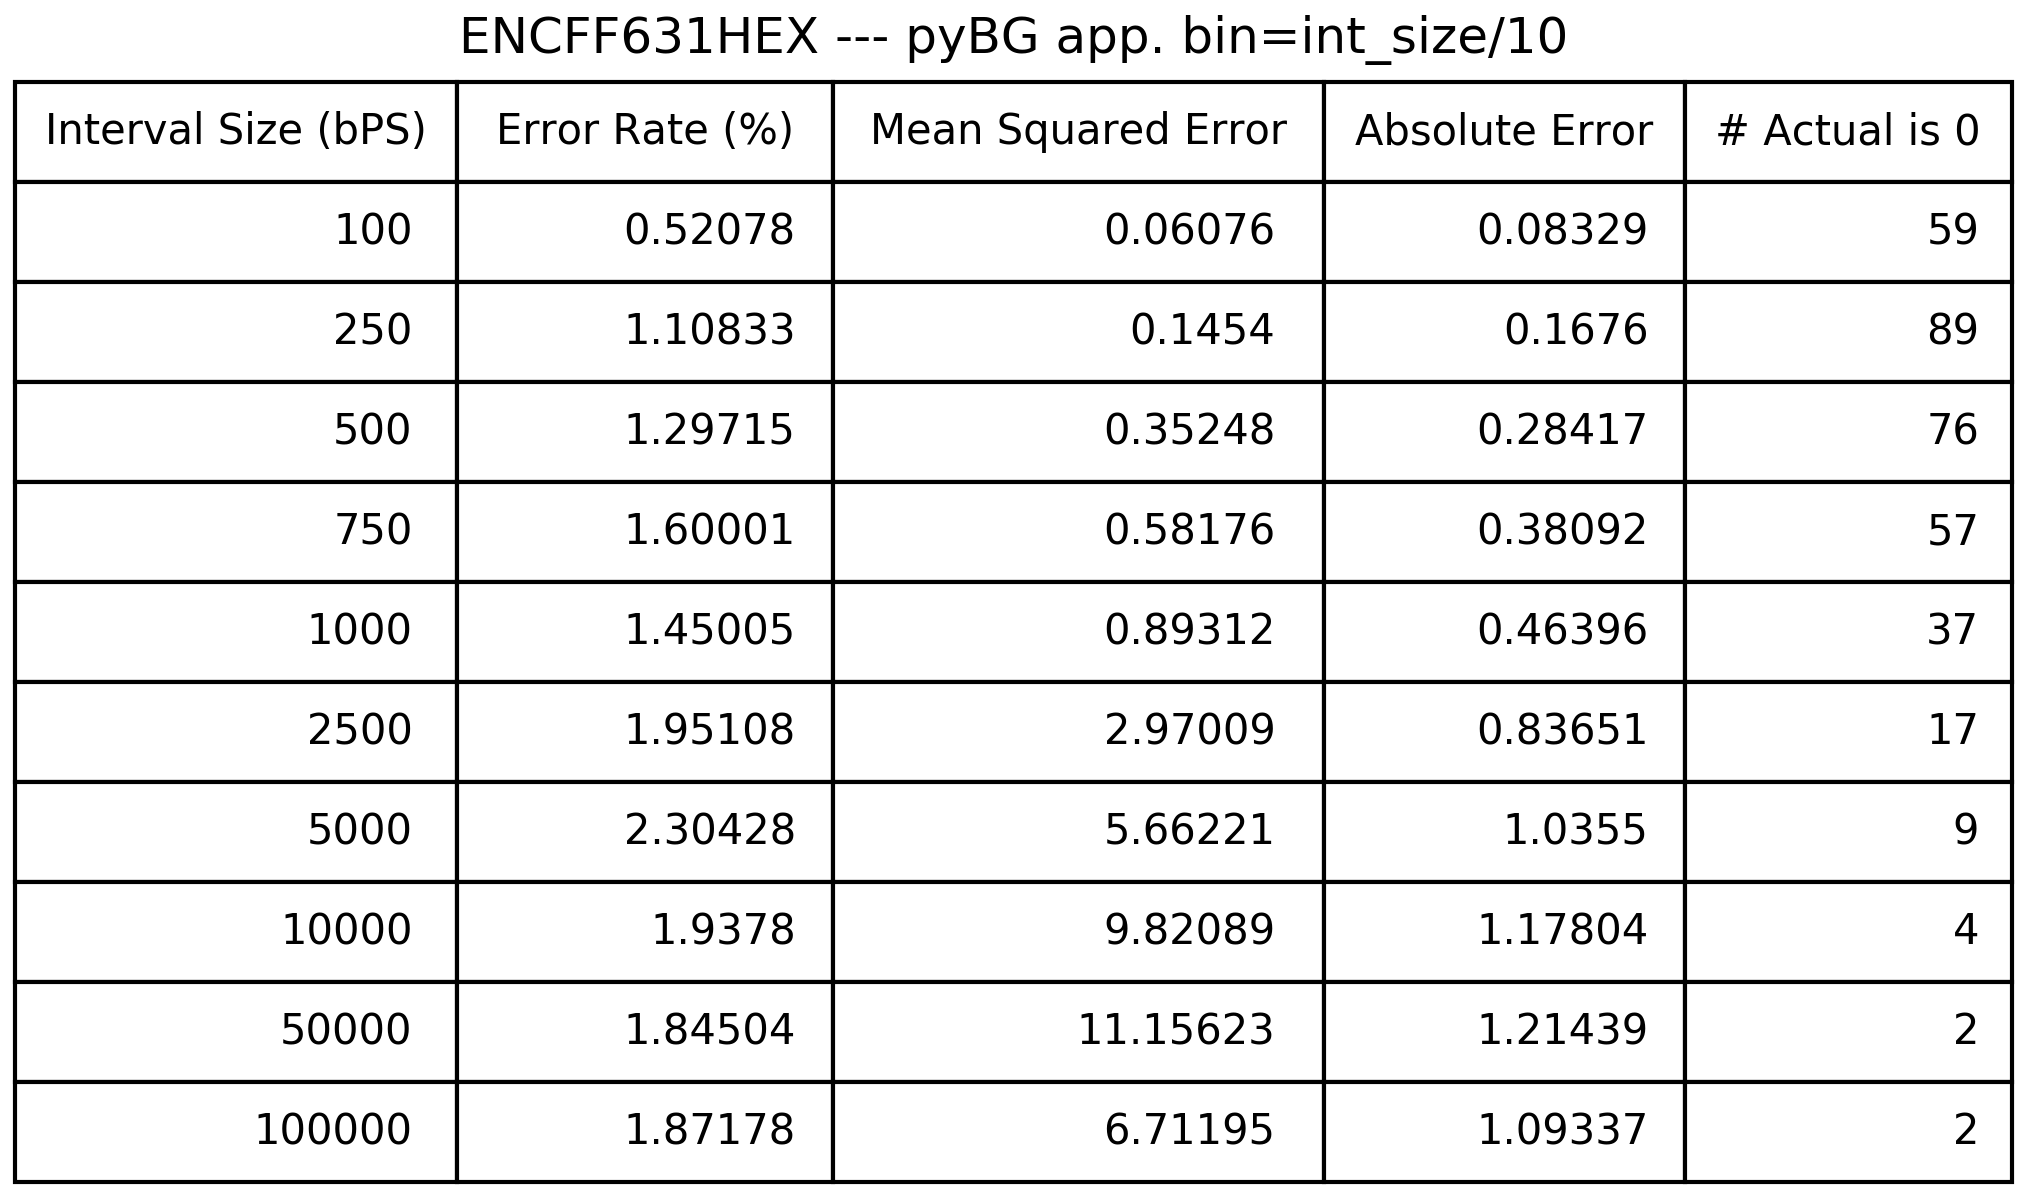 ENCFF631HEX --- pyBG app. bin=int_size/10
Interval Size (bPS) Error Rate (%) Mean Squared Error Absolute Error # Actual is 0
100 0.52078 0.06076 0.08329 59
250 1.10833 0.1454 0.1676 89
500 1.29715 0.35248 0.28417 76
750 1.60001 0.58176 0.38092 57
1000 1.45005 0.89312 0.46396 37
2500 1.95108 2.97009 0.83651 17
5000 2.30428 5.66221 1.0355 9
10000 1.9378 9.82089 1.17804 4
50000 1.84504 11.15623 1.21439 2
100000 1.87178 6.71195 1.09337 2